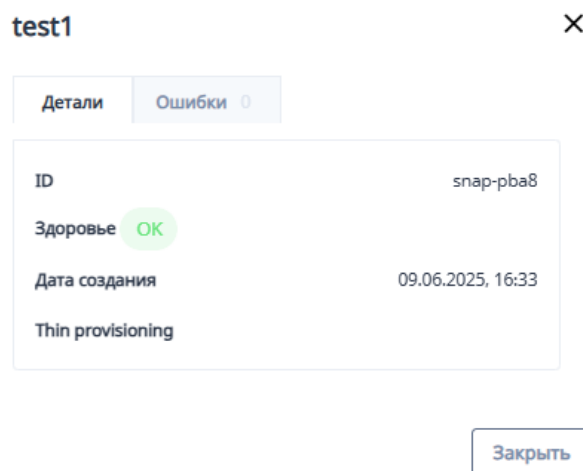 test1
Детали
Ошибки 0
ID snap-pba8
Здоровье OK
Дата создания 09.06.2025, 16:33
Thin provisioning
Закрыть